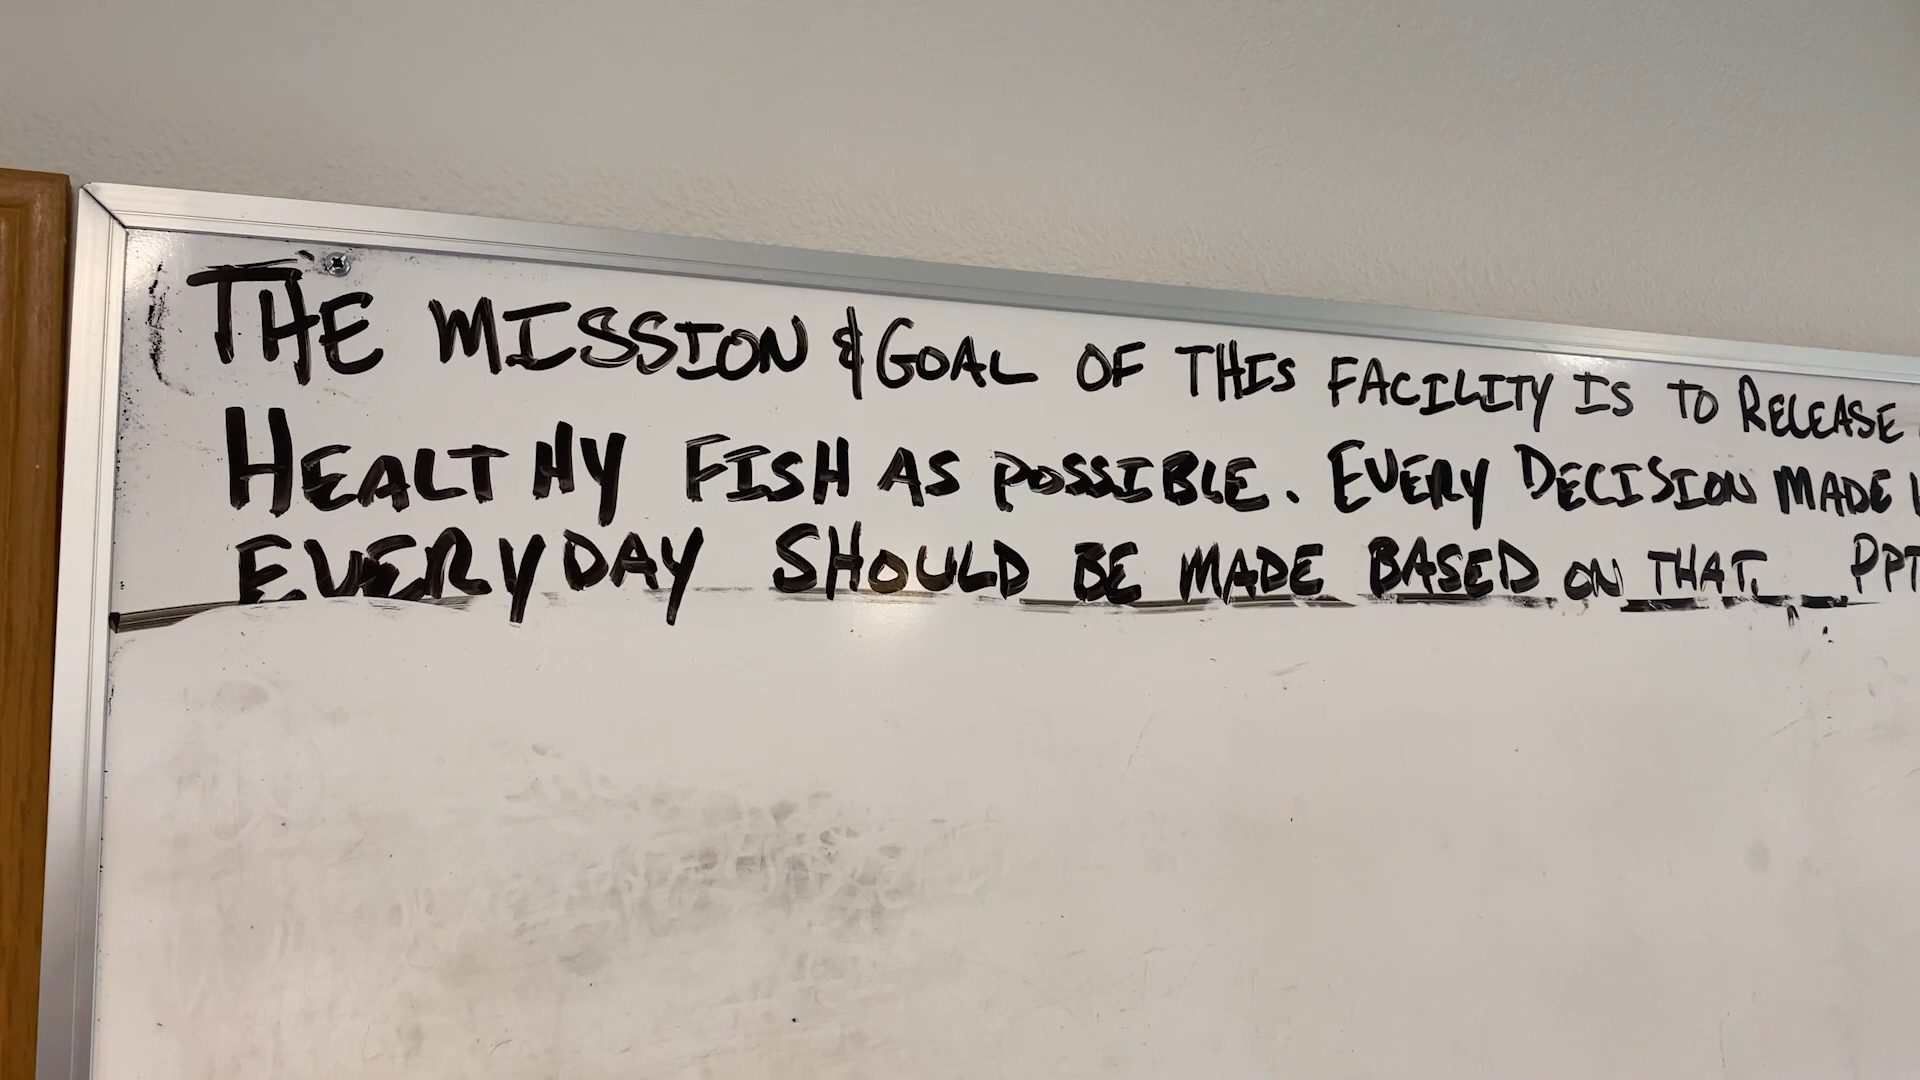 THE MISSION & GOAL OF THIS FACILITY IS TO RELEASE
HEALTHY FISH AS POSSIBLE. EVERY DECISION MADE
EVERYDAY SHOULD BE MADE BASED ON THAT. PPT